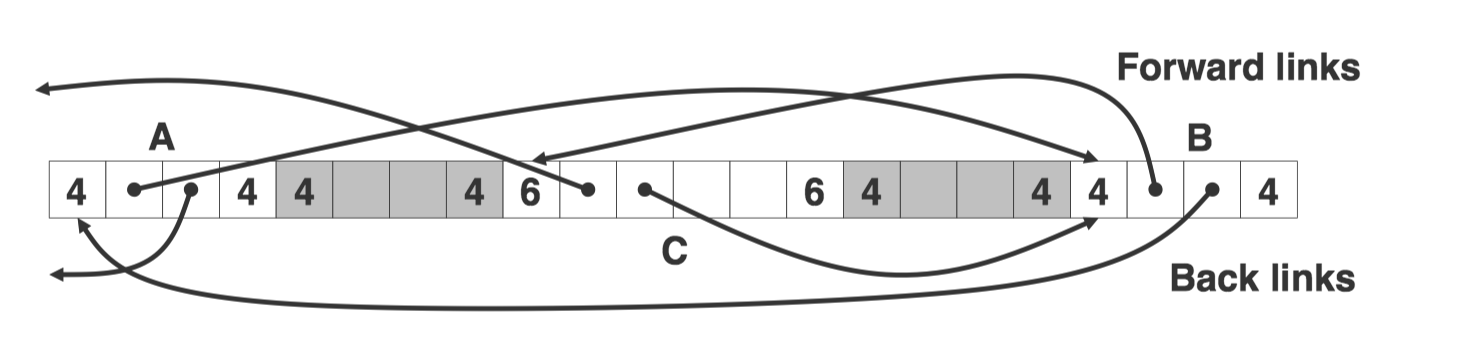 Forward links
A
B
4 4 4 4 6 6 4 4 4 4
C
Back links